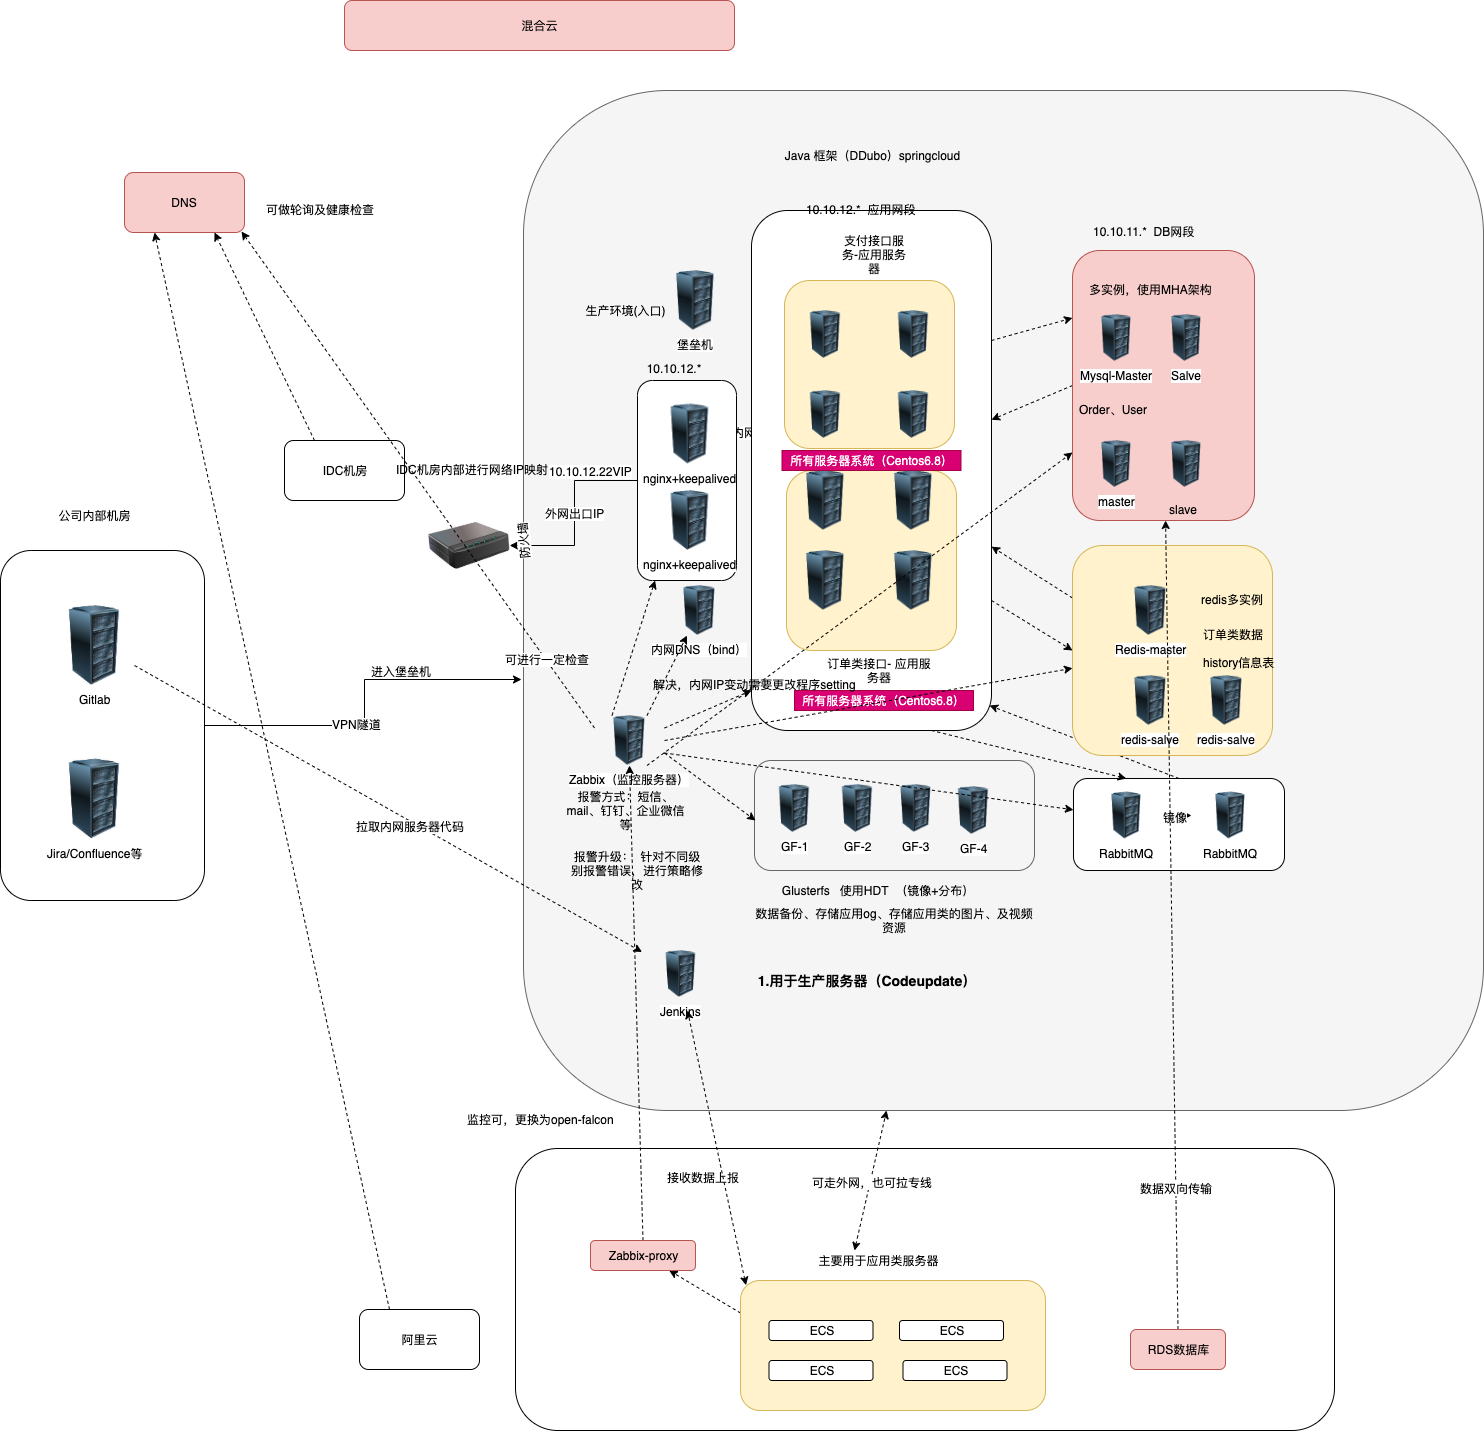 混合云
Java 框架（DDubo）springcloud
DNS
可做轮询及健康检查
10.10.12.* 应用网段
10.10.11.* DB网段
支付接口服
务-应用服务
器
多实例，使用MHA架构
生产环境(入口)
堡垒机
10.10.12.*
Mysql-Master
Salve
Order、User
内网
所有服务器系统（Centos6.8）
IDC机房
IDC机房内部进行网络IP映射
10.10.12.22VIP
nginx+keepalived
外网出口IP
防火墙
master
slave
公司内部机房
nginx+keepalived
redis多实例
订单类数据
history信息表
Redis-master
内网DNS（bind）
可进行一定检查
订单类接口- 应用服
务器
进入堡垒机
解决，内网IP变动需要更改程序setting
所有服务器系统（Centos6.8）
Gitlab
VPN隧道
redis-salve
redis-salve
Zabbix（监控服务器）
报警方式：短信、
mail、钉钉、企业微信
等
拉取内网服务器代码
镜像
GF-1
GF-2
GF-3
GF-4
RabbitMQ
RabbitMQ
Jira/Confluence等
报警升级： 针对不同级
别报警错误，进行策略修
改
Glusterfs 使用HDT （镜像+分布）
数据备份、存储应用og、存储应用类的图片、及视频
资源
1.用于生产服务器（Codeupdate）
Jenkins
监控可，更换为open-falcon
接收数据上报
可走外网，也可拉专线
数据双向传输
Zabbix-proxy
主要用于应用类服务器
阿里云
ECS
ECS
ECS
ECS
RDS数据库